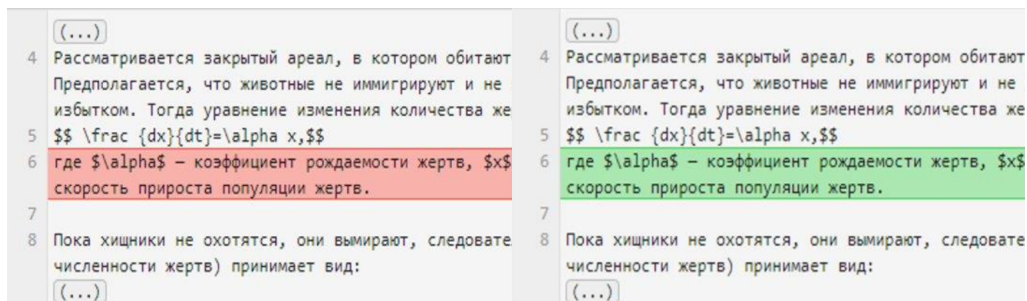 (...)
4 Рассматривается закрытый ареал, в котором обитают
Предполагается, что животные не иммигрируют и не
избытком. Тогда уравнение изменения количества же
5 $$ \frac {dx}{dt}=\alpha x,$$
6 где $\alpha$ — коэффициент рождаемости жертв, $x$
скорость прироста популяции жертв.
7
8 Пока хищники не охотятся, они вымирают, следовате
численности жертв) принимает вид:
(...)
(...)
4 Рассматривается закрытый ареал, в котором обитают
Предполагается, что животные не иммигрируют и не
избытком. Тогда уравнение изменения количества же
5 $$ \frac {dx}{dt}=\alpha x,$$
6 где $\alpha$ — коэффициент рождаемости жертв, $x$
скорость прироста популяции жертв.
7
8 Пока хищники не охотятся, они вымирают, следовате
численности жертв) принимает вид:
(...)